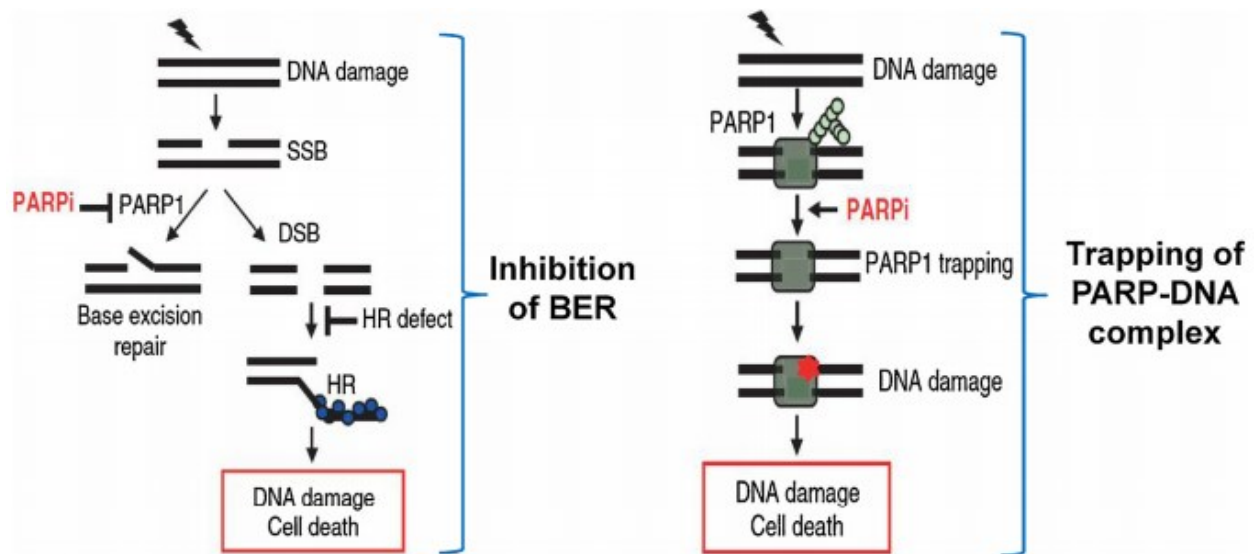 DNA damage
SSB
PARPi
PARP1
DSB
Base excision
repair
HR defect
HR
DNA damage
Cell death
Inhibition
of BER
DNA damage
PARP1
PARPi
PARP1 trapping
DNA damage
DNA damage
Cell death
Trapping of
PARP-DNA
complex